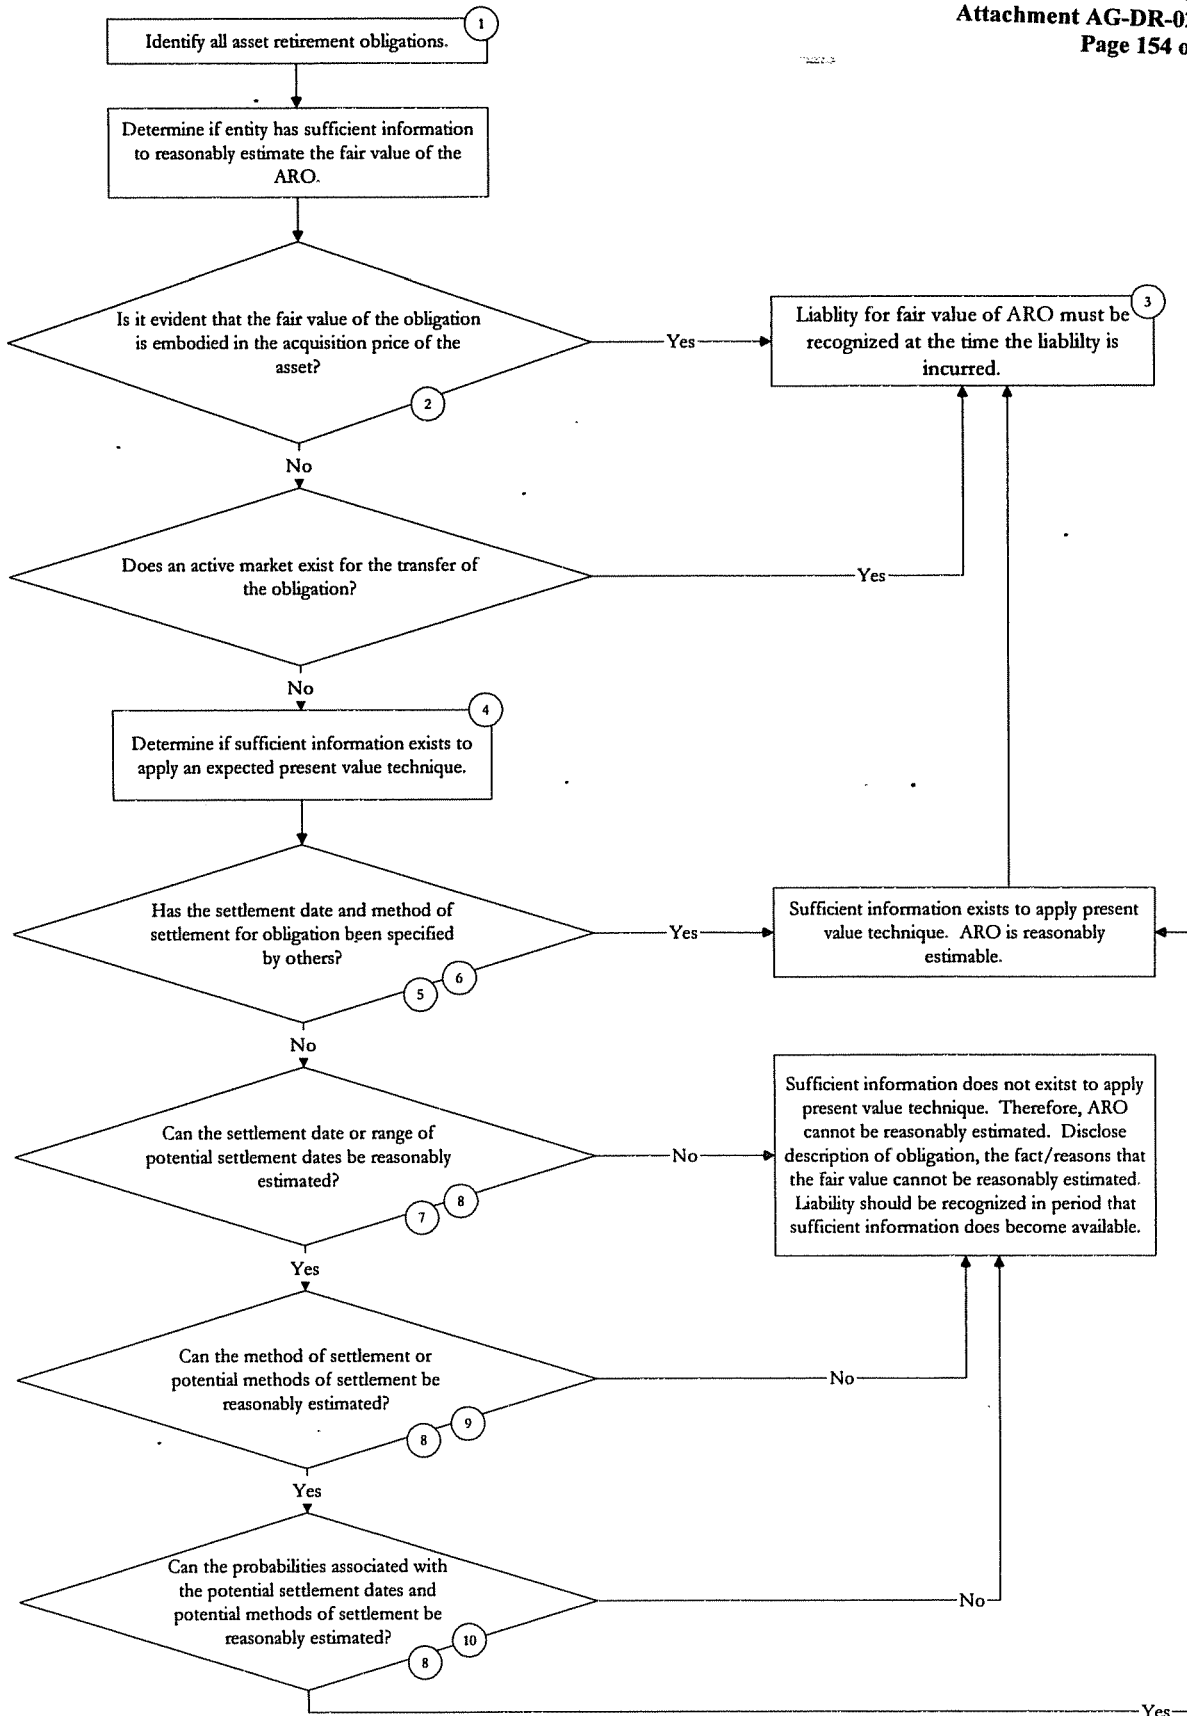 Attachment AG-DR-02
Page 154 o
1
Identify all asset retirement obligations.
Determine if entity has sufficient information
to reasonably estimate the fair value of the
ARO.
Is it evident that the fair value of the obligation
is embodied in the acquisition price of the
asset?
2
Yes
3
Liablity for fair value of ARO must be
recognized at the time the liablilty is
incurred.
No
Does an active market exist for the transfer of
the obligation?
Yes
No
4
Determine if sufficient information exists to
apply an expected present value technique.
Has the settlement date and method of
settlement for obligation been specified
by others?
5
6
Yes
Sufficient information exists to apply present
value technique. ARO is reasonably
estimable.
No
Can the settlement date or range of
potential settlement dates be reasonably
estimated?
7
8
No
Sufficient information does not exitst to apply
present value technique. Therefore, ARO
cannot be reasonably estimated. Disclose
description of obligation, the fact/reasons that
the fair value cannot be reasonably estimated.
Liability should be recognized in period that
sufficient information does become available.
Yes
Can the method of settlement or
potential methods of settlement be
reasonably estimated?
8
9
No
Yes
Can the probabilities associated with
the potential settlement dates and
potential methods of settlement be
reasonably estimated?
8
10
No
Yes